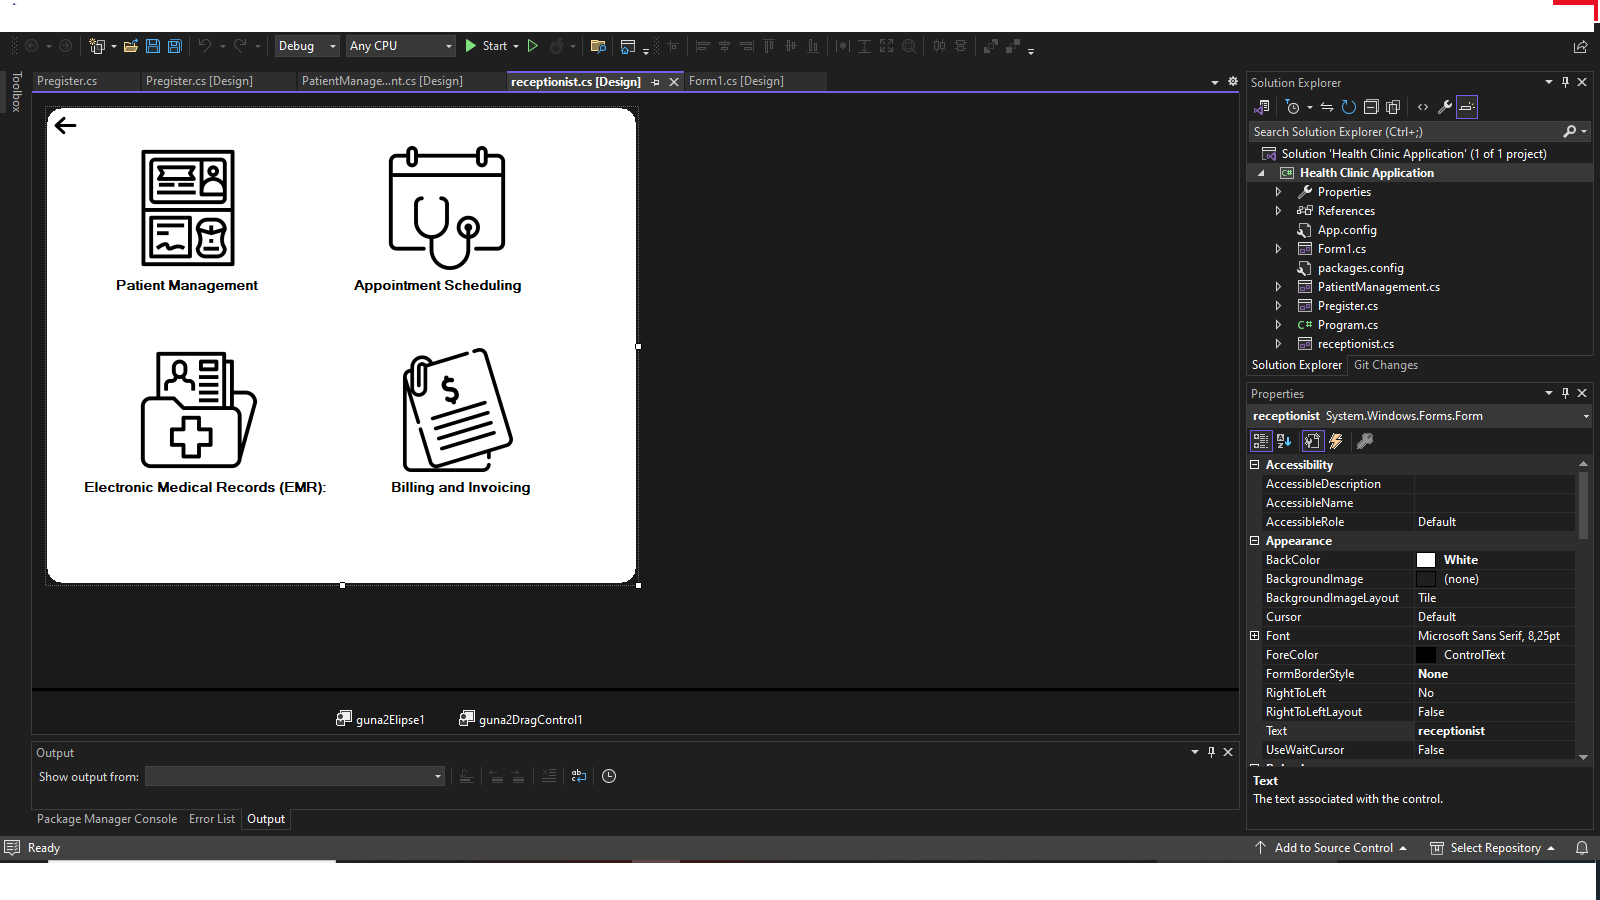 Debug
Any CPU
Start
Toolbox
Pregister.cs
Pregister.cs [Design]
PatientManage...nt.cs [Design]
receptionist.cs [Design]
Form1.cs [Design]
Patient Management
Appointment Scheduling
$
Electronic Medical Records (EMR):
Billing and Invoicing
guna2Elipse1
guna2DragControl1
Output
Show output from:
Package Manager Console
Error List
Output
Solution Explorer
Search Solution Explorer (Ctrl+;)
Solution 'Health Clinic Application' (1 of 1 project)
C# Health Clinic Application
Properties
References
App.config
Form1.cs
packages.config
PatientManagement.cs
Pregister.cs
C# Program.cs
receptionist.cs
Solution Explorer
Git Changes
Properties
receptionist System.Windows.Forms.Form
Accessibility
AccessibleDescription
AccessibleName
AccessibleRole Default
Appearance
BackColor White
BackgroundImage (none)
BackgroundImageLayout Tile
Cursor Default
Font Microsoft Sans Serif, 8,25pt
ForeColor ControlText
FormBorderStyle None
RightToLeft No
RightToLeftLayout False
Text receptionist
UseWaitCursor False
Text
The text associated with the control.
Ready
Add to Source Control
Select Repository